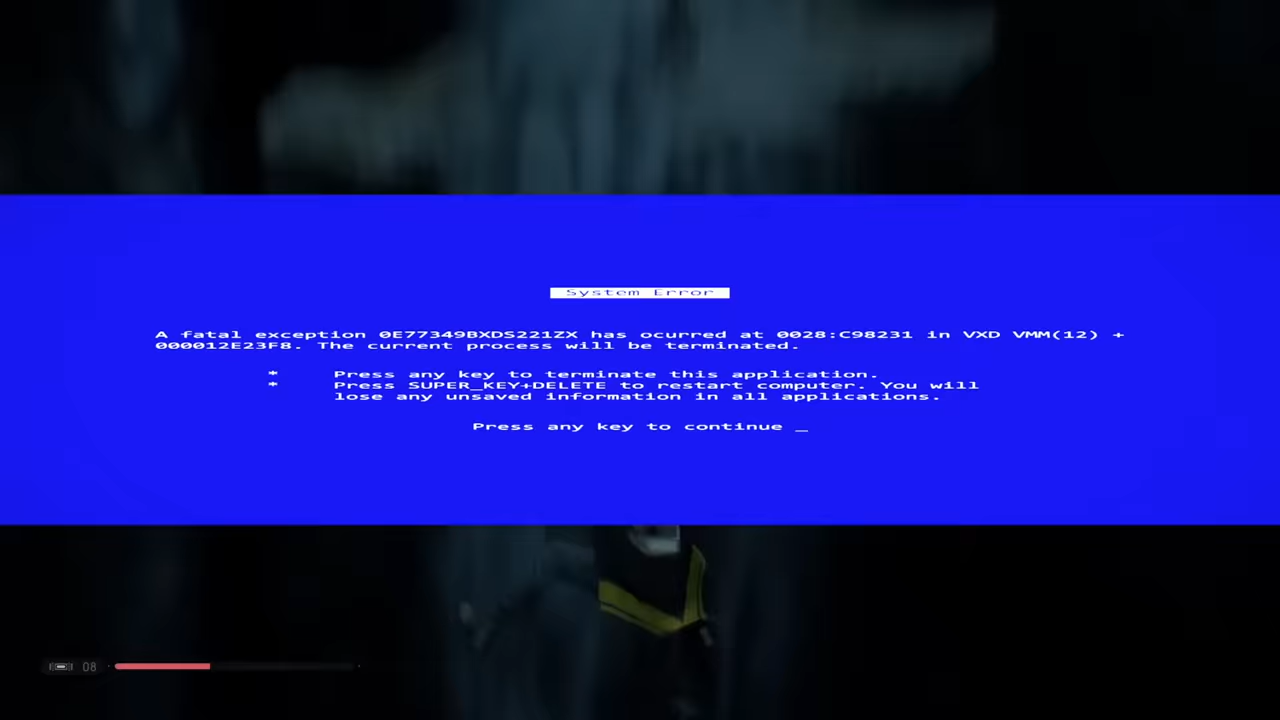 System Error
A fatal exception 0E77349BXDS221ZX has ocurred at 0028:C98231 in VXD VMM(12) +
000012E23F8. The current process will be terminated.
* Press any key to terminate this application.
* Press SUPER_KEY+DELETE to restart computer. You will
lose any unsaved information in all applications.
Press any key to continue _
08